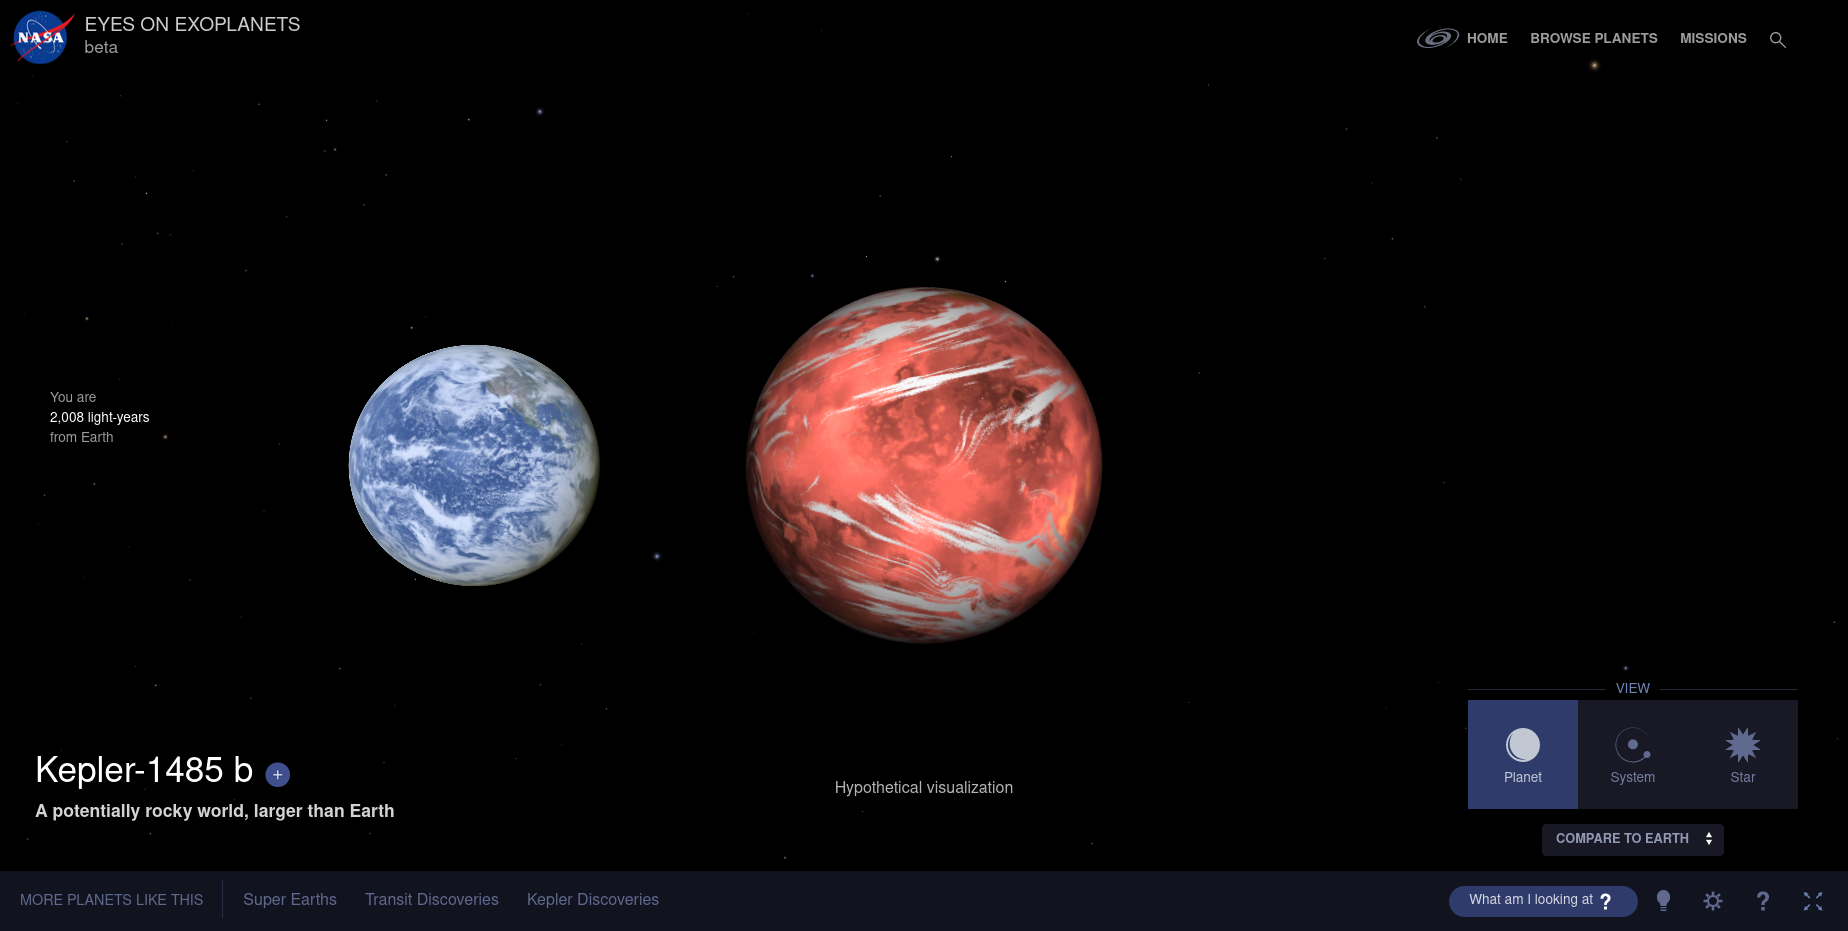 NASA
EYES ON EXOPLANETS
beta
HOME
BROWSE PLANETS
MISSIONS
You are
2,008 light-years
from Earth
VIEW
Planet
System
Star
COMPARE TO EARTH
Kepler-1485 b +
A potentially rocky world, larger than Earth
Hypothetical visualization
MORE PLANETS LIKE THIS
Super Earths
Transit Discoveries
Kepler Discoveries
What am I looking at ?
?